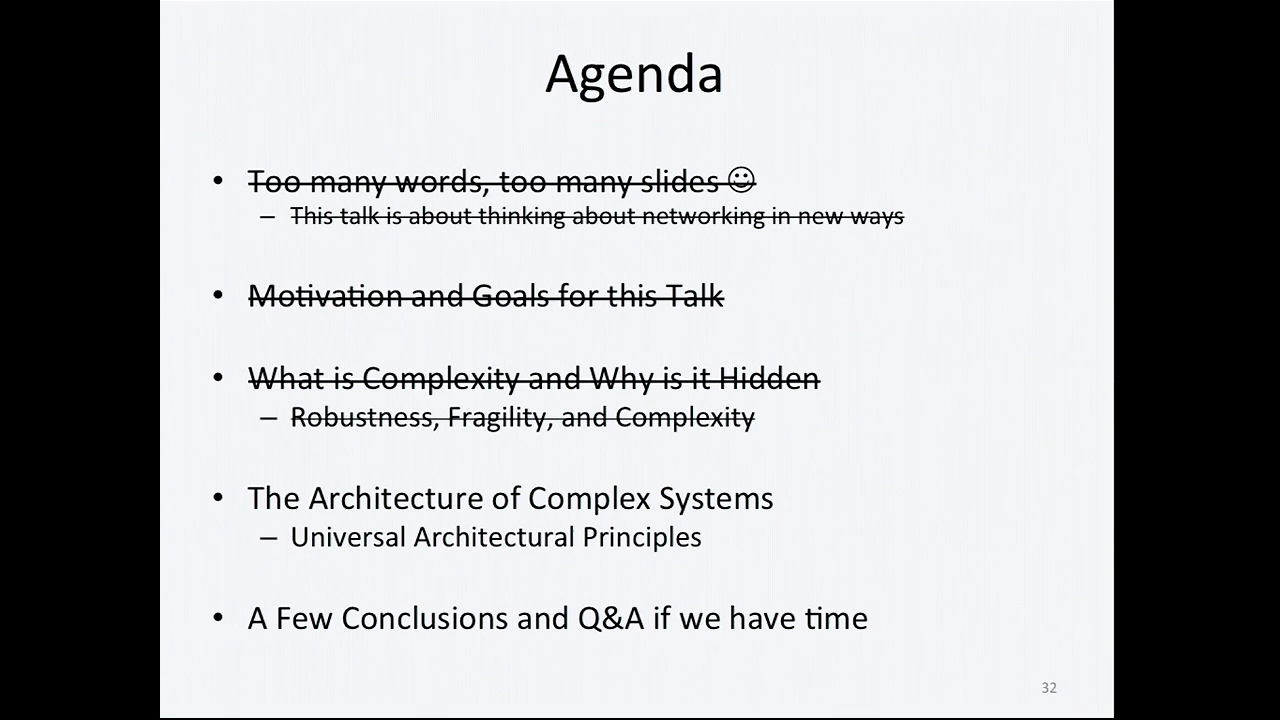 Agenda
• Too many words, too many slides ☺
– This talk is about thinking about networking in new ways
• Motivation and Goals for this Talk
• What is Complexity and Why is it Hidden
– Robustness, Fragility, and Complexity
• The Architecture of Complex Systems
– Universal Architectural Principles
• A Few Conclusions and Q&A if we have time
32